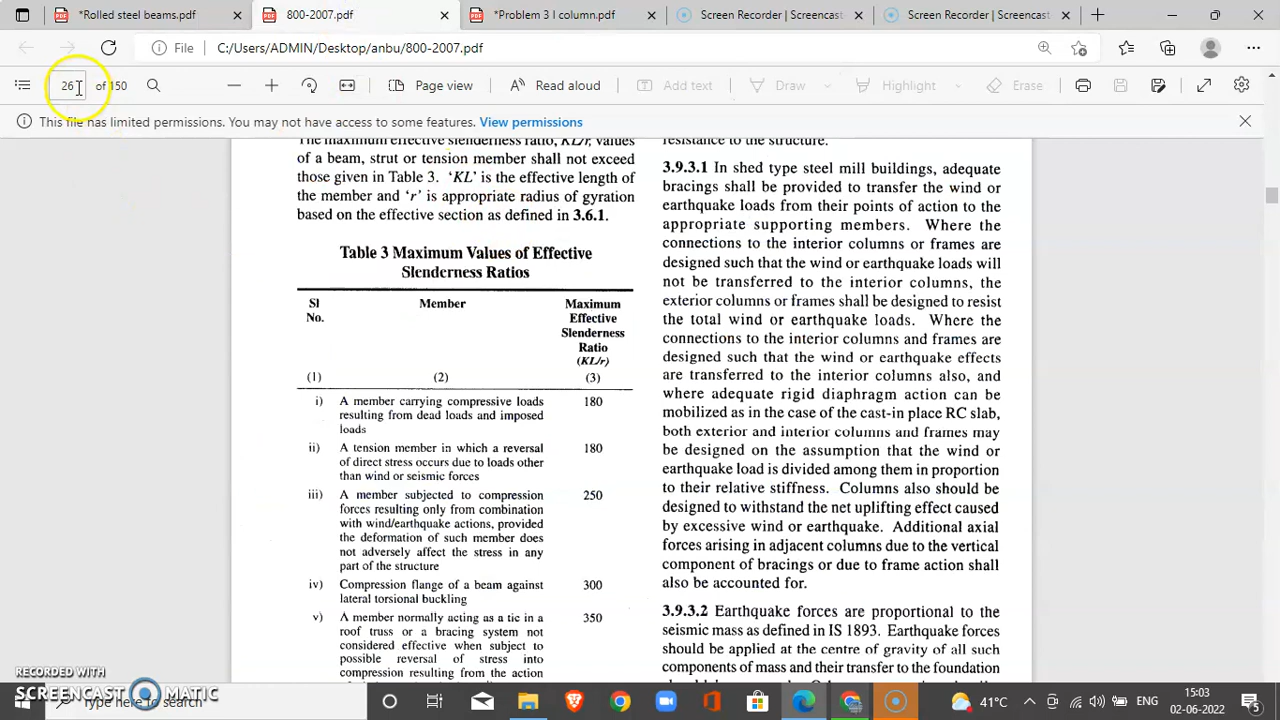 *Rolled steel beams.pdf
800-2007.pdf
*Problem 3 I column.pdf
Screen Recorder | Screencast
Screen Recorder | Screencast
File
C:/Users/ADMIN/Desktop/anbu/800-2007.pdf
26
of 150
Page view
Read aloud
Add text
Draw
Highlight
Erase
This file has limited permissions. You may not have access to some features. View permissions
The maximum effective slenderness ratio, KL/r, values
of a beam, strut or tension member shall not exceed
those given in Table 3. ‘KL’ is the effective length of
the member and ‘r’ is appropriate radius of gyration
based on the effective section as defined in 3.6.1.
Table 3 Maximum Values of Effective
Slenderness Ratios
Sl
No.
Member
Maximum
Effective
Slenderness
Ratio
(KL/r)
(1)
(2)
(3)
i) A member carrying compressive loads 180
resulting from dead loads and imposed
loads
ii) A tension member in which a reversal 180
of direct stress occurs due to loads other
than wind or seismic forces
iii) A member subjected to compression 250
forces resulting only from combination
with wind/earthquake actions, provided
the deformation of such member does
not adversely affect the stress in any
part of the structure
iv) Compression flange of a beam against 300
lateral torsional buckling
v) A member normally acting as a tie in a 350
roof truss or a bracing system not
considered effective when subject to
possible reversal of stress into
compression resulting from the action
resistance to the structure.
3.9.3.1 In shed type steel mill buildings, adequate
bracings shall be provided to transfer the wind or
earthquake loads from their points of action to the
appropriate supporting members. Where the
connections to the interior columns or frames are
designed such that the wind or earthquake loads will
not be transferred to the interior columns, the
exterior columns or frames shall be designed to resist
the total wind or earthquake loads. Where the
connections to the interior columns and frames are
designed such that the wind or earthquake effects
are transferred to the interior columns also, and
where adequate rigid diaphragm action can be
mobilized as in the case of the cast-in place RC slab,
both exterior and interior columns and frames may
be designed on the assumption that the wind or
earthquake load is divided among them in proportion
to their relative stiffness. Columns also should be
designed to withstand the net uplifting effect caused
by excessive wind or earthquake. Additional axial
forces arising in adjacent columns due to the vertical
component of bracings or due to frame action shall
also be accounted for.
3.9.3.2 Earthquake forces are proportional to the
seismic mass as defined in IS 1893. Earthquake forces
should be applied at the centre of gravity of all such
components of mass and their transfer to the foundation
RECORDED WITH
SCREENCAST MATIC
Type here to search
41°C
ENG
15:03
02-06-2022
5